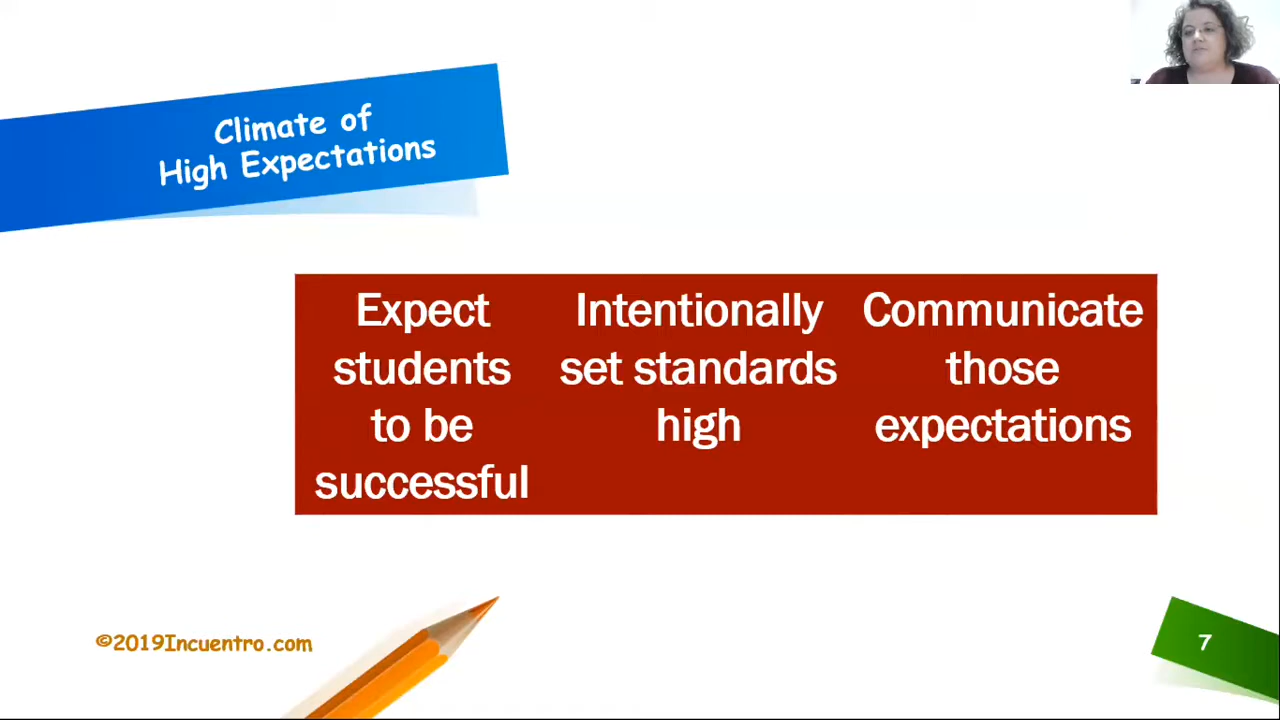 Climate of
High Expectations
Expect
students
to be
successful
Intentionally
set standards
high
Communicate
those
expectations
©2019Incuentro.com
7